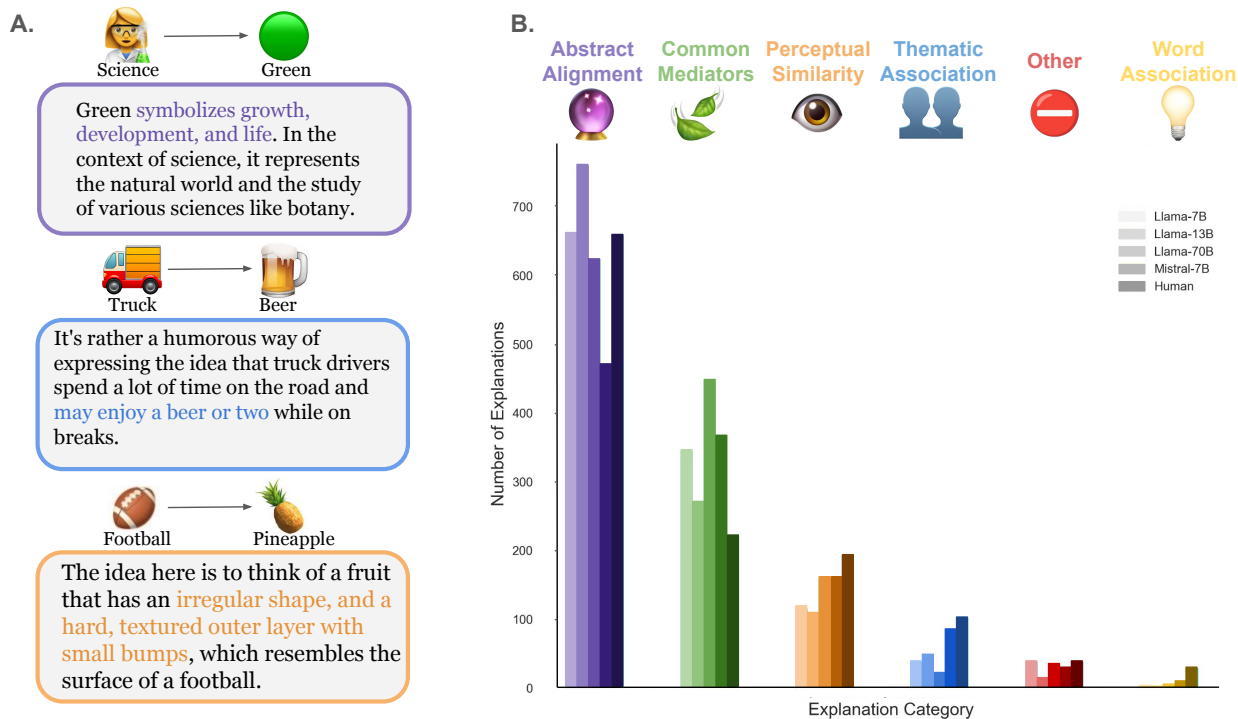 A.
Science
Green
Green symbolizes growth,
development, and life. In the
context of science, it represents
the natural world and the study
of various sciences like botany.
Truck
Beer
It's rather a humorous way of
expressing the idea that truck drivers
spend a lot of time on the road and
may enjoy a beer or two while on
breaks.
Football
Pineapple
The idea here is to think of a fruit
that has an irregular shape, and a
hard, textured outer layer with
small bumps, which resembles the
surface of a football.
B.
Abstract
Alignment
Common
Mediators
Perceptual
Similarity
Thematic
Association
Other
Word
Association
Llama-7B
Llama-13B
Llama-70B
Mistral-7B
Human
Number of Explanations
700
600
500
400
300
200
100
0
Explanation Category